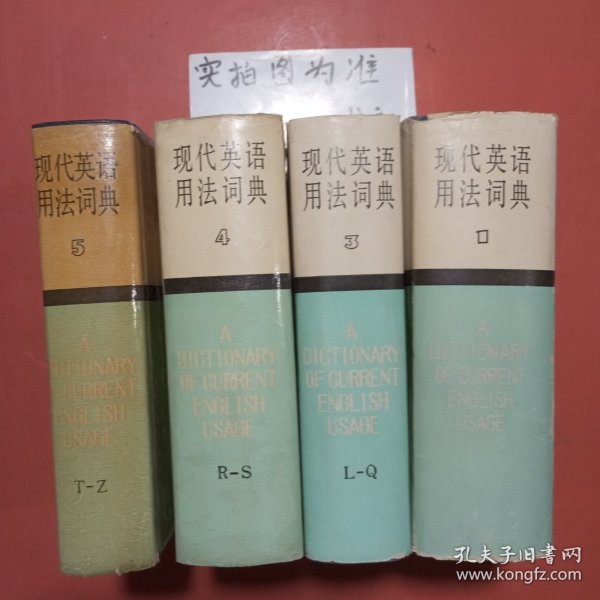 实拍图为准
现代英语
用法词典
5
A
DICTIONARY
OF CURRENT
ENGLISH
USAGE
T-Z
现代英语
用法词典
4
A
DICTIONARY
OF CURRENT
ENGLISH
USAGE
R-S
现代英语
用法词典
3
A
DICTIONARY
OF CURRENT
ENGLISH
USAGE
L-Q
现代英语
用法词典
1
A
DICTIONARY
OF CURRENT
ENGLISH
USAGE
孔夫子旧书网
www.kongfz.com